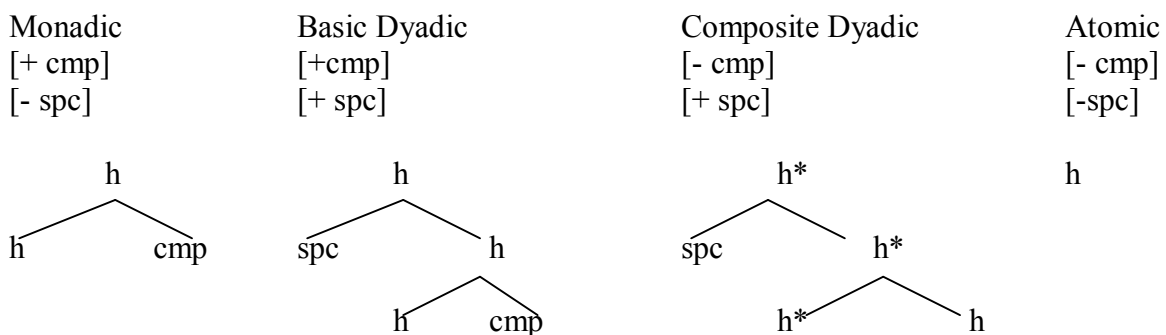 Monadic Basic Dyadic Composite Dyadic Atomic
[+ cmp] [+cmp] [- cmp] [- cmp]
[- spc] [+ spc] [+ spc] [-spc]
h h h* h
h cmp spc h spc h*
h cmp h* h